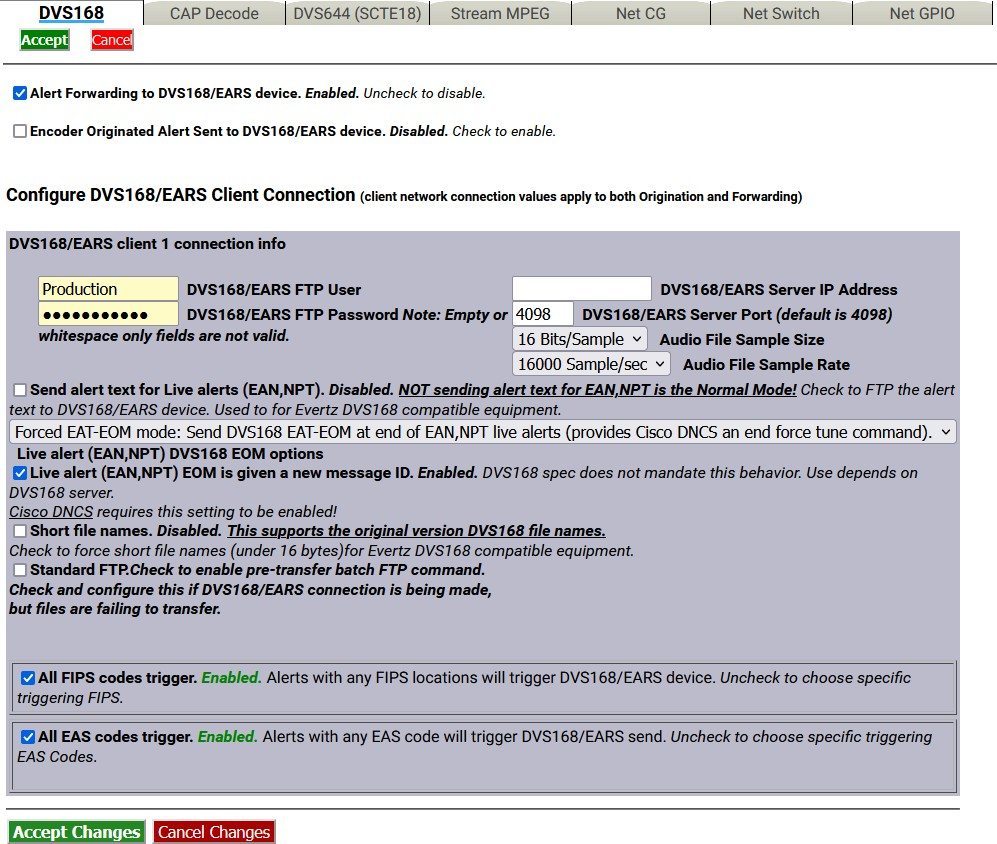 DVS168 CAP Decode DVS644 (SCTE18) Stream MPEG Net CG Net Switch Net GPIO
Accept Cancel
Alert Forwarding to DVS168/EARS device. Enabled. Uncheck to disable.
Encoder Originated Alert Sent to DVS168/EARS device. Disabled. Check to enable.
Configure DVS168/EARS Client Connection (client network connection values apply to both Origination and Forwarding)
DVS168/EARS client 1 connection info
Production DVS168/EARS FTP User DVS168/EARS Server IP Address
●●●●●●●●●●● DVS168/EARS FTP Password Note: Empty or 4098 DVS168/EARS Server Port (default is 4098)
whitespace only fields are not valid. 16 Bits/Sample Audio File Sample Size
16000 Sample/sec Audio File Sample Rate
Send alert text for Live alerts (EAN,NPT). Disabled. NOT sending alert text for EAN,NPT is the Normal Mode! Check to FTP the alert
text to DVS168/EARS device. Used to for Evertz DVS168 compatible equipment.
Forced EAT-EOM mode: Send DVS168 EAT-EOM at end of EAN,NPT live alerts (provides Cisco DNCS an end force tune command).
Live alert (EAN,NPT) DVS168 EOM options
Live alert (EAN,NPT) EOM is given a new message ID. Enabled. DVS168 spec does not mandate this behavior. Use depends on
DVS168 server.
Cisco DNCS requires this setting to be enabled!
Short file names. Disabled. This supports the original version DVS168 file names.
Check to force short file names (under 16 bytes)for Evertz DVS168 compatible equipment.
Standard FTP.Check to enable pre-transfer batch FTP command.
Check and configure this if DVS168/EARS connection is being made,
but files are failing to transfer.
All FIPS codes trigger. Enabled. Alerts with any FIPS locations will trigger DVS168/EARS device. Uncheck to choose specific
triggering FIPS.
All EAS codes trigger. Enabled. Alerts with any EAS code will trigger DVS168/EARS send. Uncheck to choose specific triggering
EAS Codes.
Accept Changes Cancel Changes